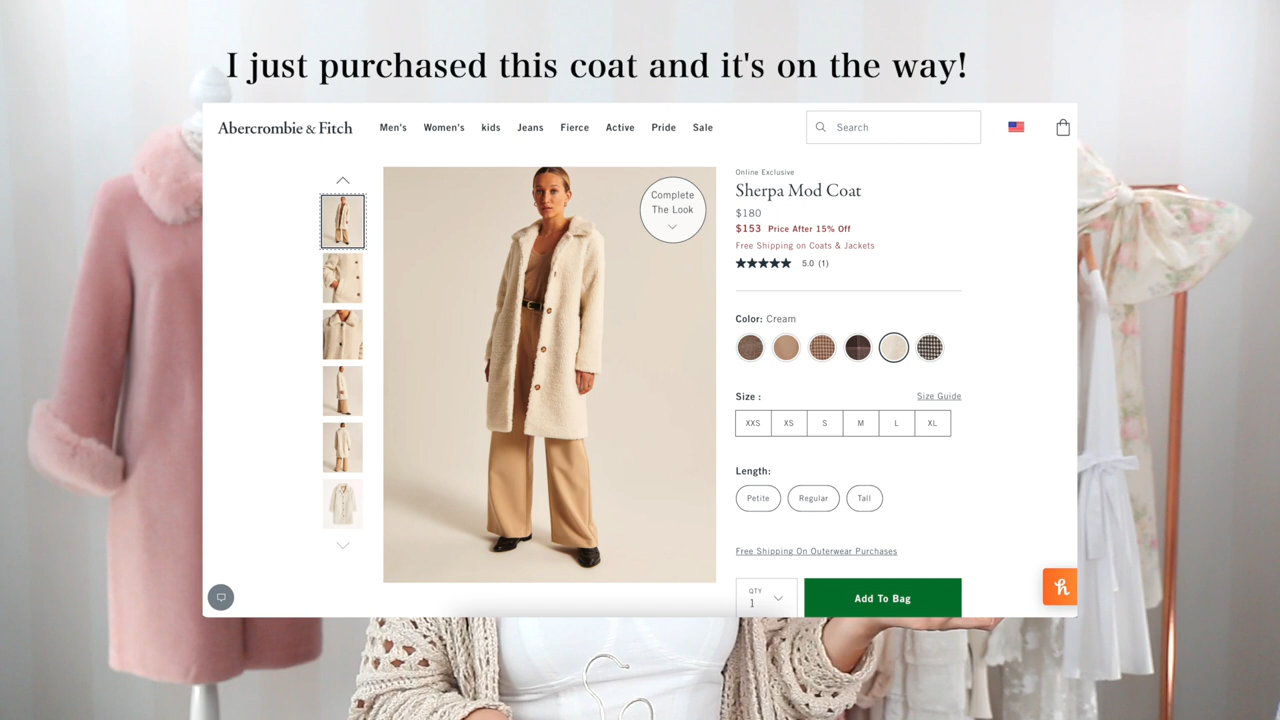 I just purchased this coat and it's on the way!
Abercrombie & Fitch
Men's Women's kids Jeans Fierce Active Pride Sale
Search
Complete
The Look
Online Exclusive
Sherpa Mod Coat
$180
$153 Price After 15% Off
Free Shipping on Coats & Jackets
5.0 (1)
Color: Cream
Size : Size Guide
XXS XS S M L XL
Length:
Petite Regular Tall
Free Shipping On Outerwear Purchases
QTY
1
Add To Bag
h